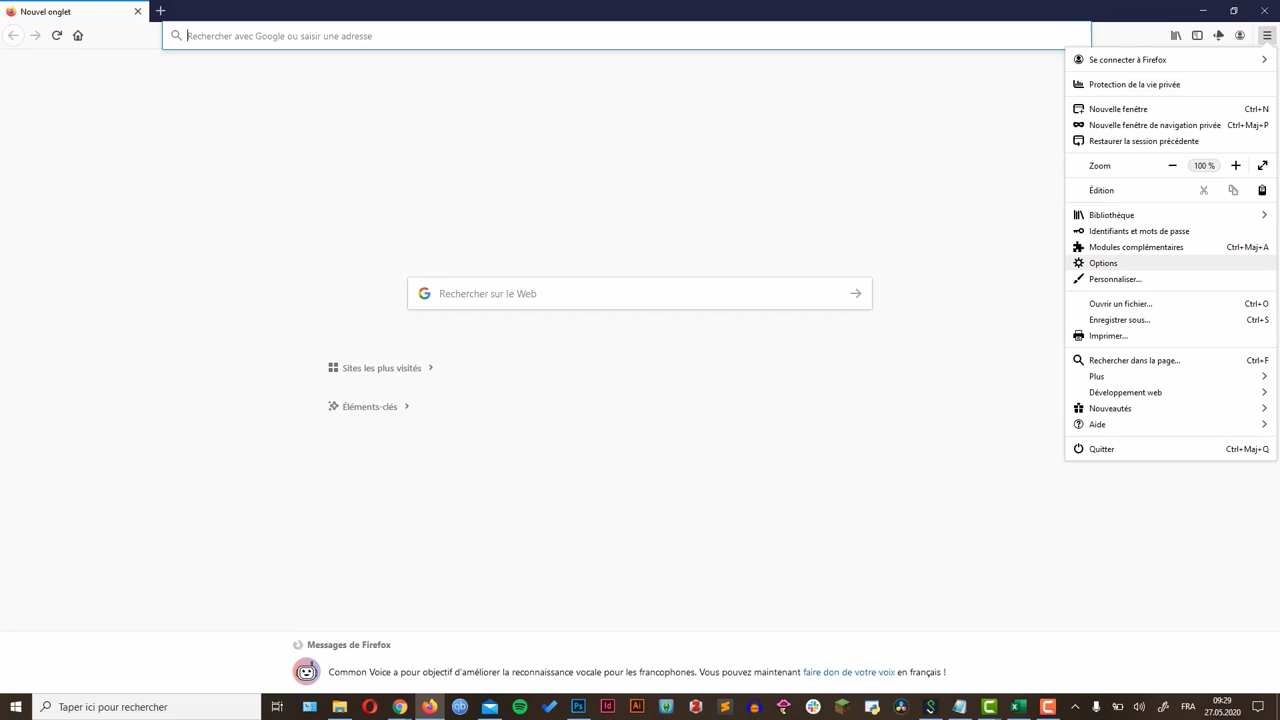 Nouvel onglet
Rechercher avec Google ou saisir une adresse
Se connecter à Firefox
Protection de la vie privée
Nouvelle fenêtre Ctrl+N
Nouvelle fenêtre de navigation privée Ctrl+Maj+P
Restaurer la session précédente
Zoom 100 %
Édition
Bibliothèque
Identifiants et mots de passe
Modules complémentaires Ctrl+Maj+A
Options
Personnaliser...
Ouvrir un fichier... Ctrl+O
Enregistrer sous... Ctrl+S
Imprimer...
Rechercher dans la page... Ctrl+F
Plus
Développement web
Nouveautés
Aide
Quitter Ctrl+Maj+Q
Rechercher sur le Web
Sites les plus visités
Éléments-clés
Messages de Firefox
Common Voice a pour objectif d'améliorer la reconnaissance vocale pour les francophones. Vous pouvez maintenant faire don de votre voix en français !
Taper ici pour rechercher
qb
Ps
Id
Ai
FRA
09:29
27.05.2020